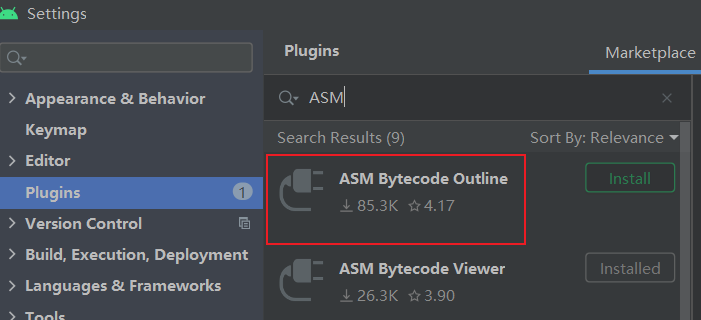 Settings
Appearance & Behavior
Keymap
Editor
Plugins 1
Version Control
Build, Execution, Deployment
Languages & Frameworks
Tools
Plugins Marketplace
ASM
Search Results (9) Sort By: Relevance
ASM Bytecode Outline Install
85.3K 4.17
ASM Bytecode Viewer Installed
26.3K 3.90